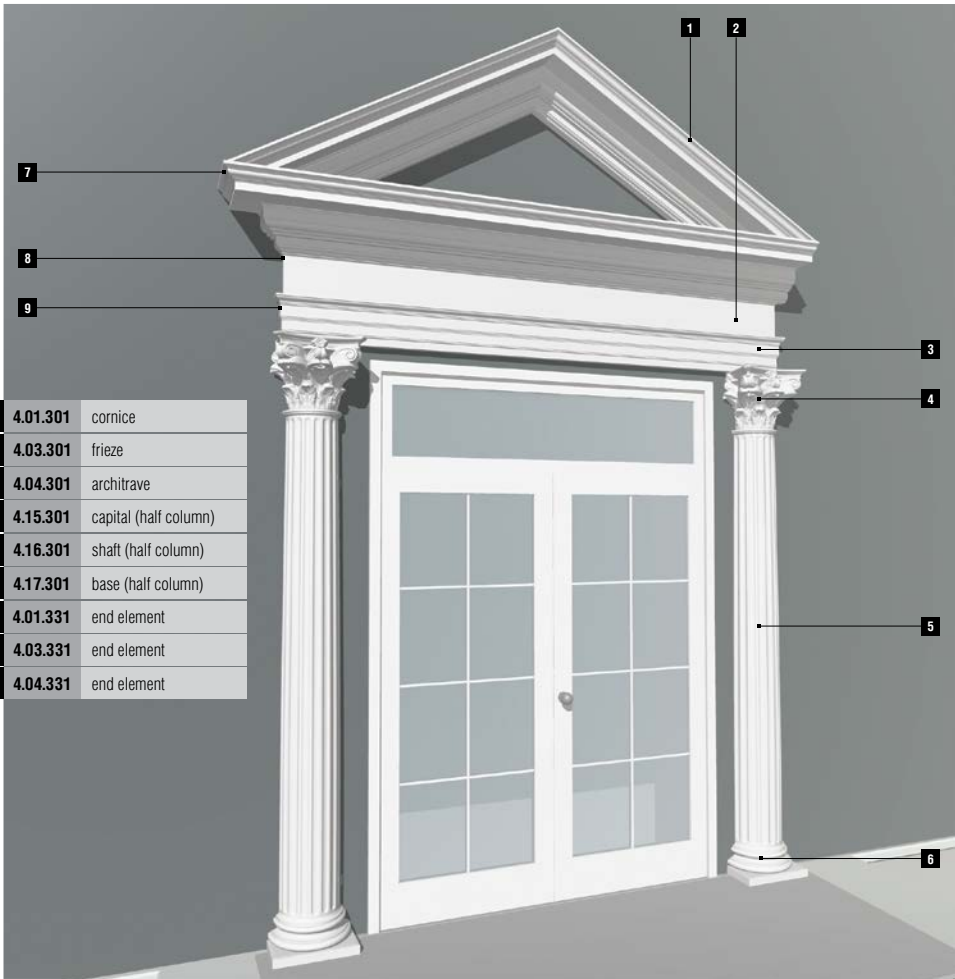 1 2
7
8
9
3
4
4.01.301 cornice
4.03.301 frieze
4.04.301 architrave
4.15.301 capital (half column)
4.16.301 shaft (half column)
4.17.301 base (half column)
4.01.331 end element
4.03.331 end element
4.04.331 end element
5
6